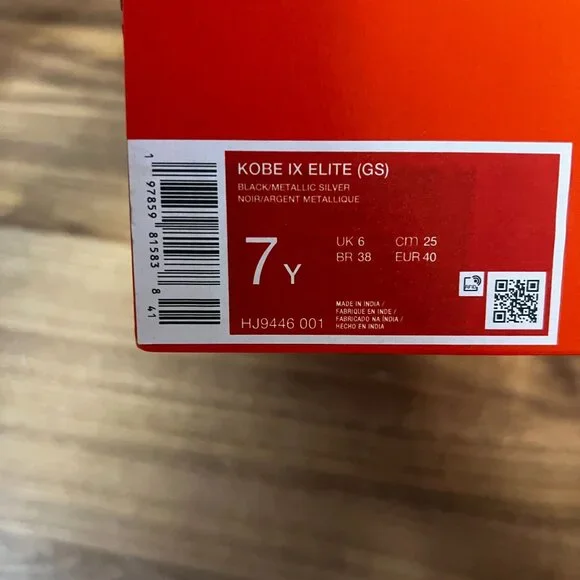 KOBE IX ELITE (GS)
BLACK/METALLIC SILVER
NOIR/ARGENT METALLIQUE
7 Y
UK 6 cm 25
BR 38 EUR 40
HJ9446 001
MADE IN INDIA /
FABRIQUE EN INDE /
FABRICADO NA ÍNDIA /
HECHO EN INDIA
RFID
1 97859 81583 8 41